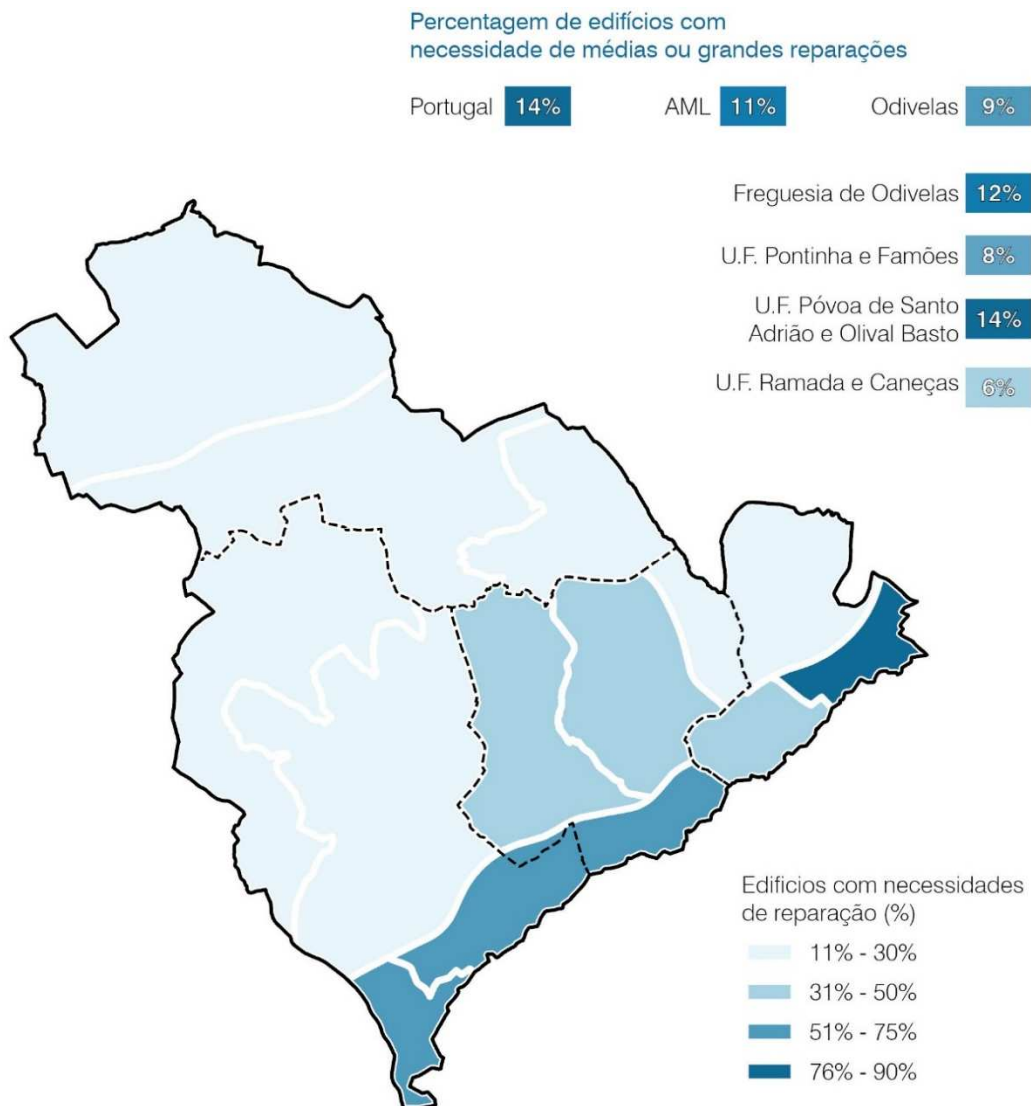 Percentagem de edifícios com
necessidade de médias ou grandes reparações
Portugal 14% AML 11% Odivelas 9%
Freguesia de Odivelas 12%
U.F. Pontinha e Famões 8%
U.F. Póvoa de Santo
Adrião e Olival Basto 14%
U.F. Ramada e Caneças 6%
Edificios com necessidades
de reparação (%)
11% - 30%
31% - 50%
51% - 75%
76% - 90%